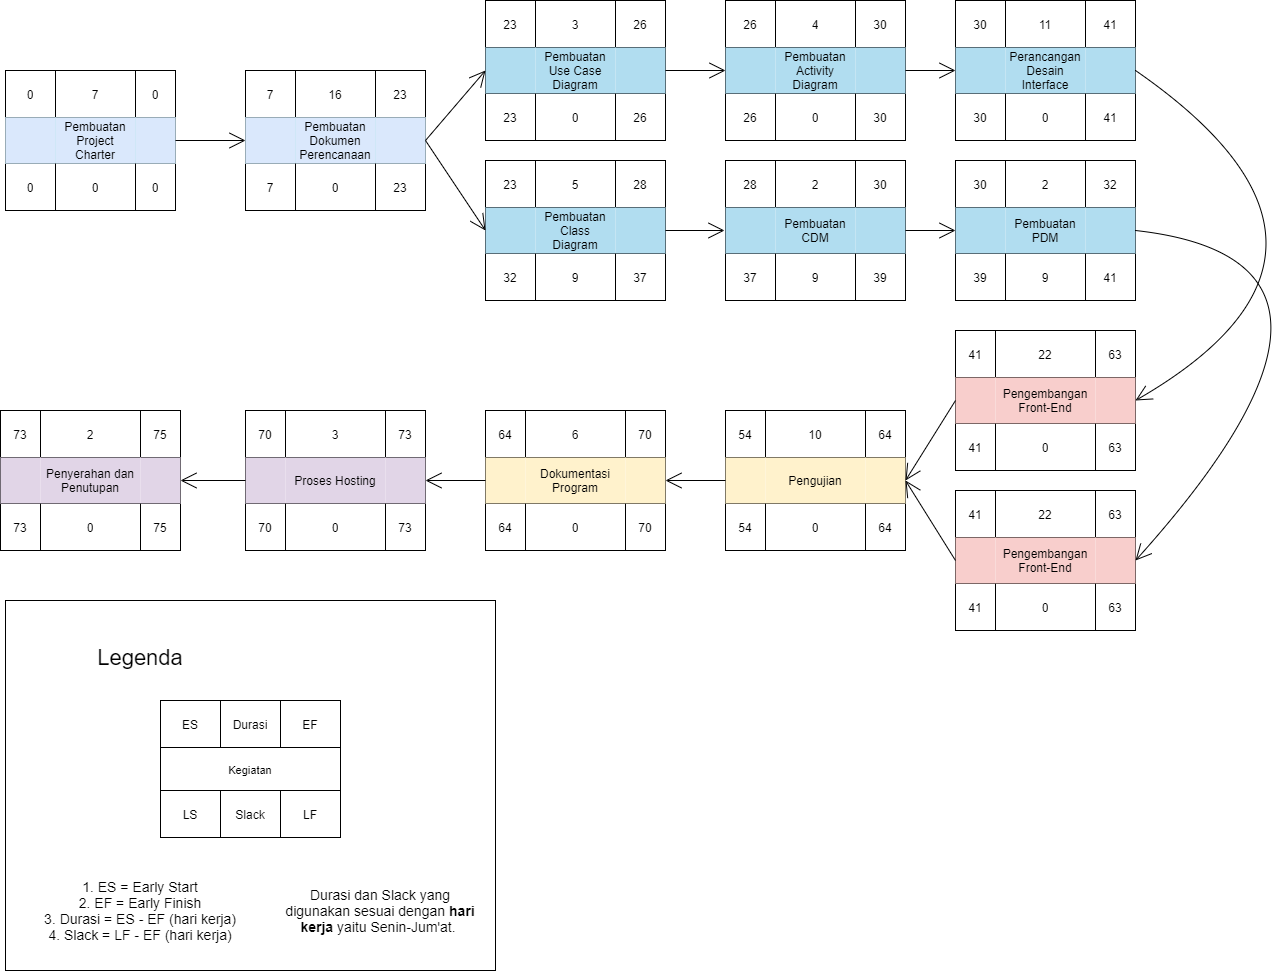 0 7 0
Pembuatan
Project
Charter
0 0 0
7 16 23
Pembuatan
Dokumen
Perencanaan
7 0 23
23 3 26
Pembuatan
Use Case
Diagram
23 0 26
26 4 30
Pembuatan
Activity
Diagram
26 0 30
30 11 41
Perancangan
Desain
Interface
30 0 41
23 5 28
Pembuatan
Class
Diagram
32 9 37
28 2 30
Pembuatan
CDM
37 9 39
30 2 32
Pembuatan
PDM
39 9 41
41 22 63
Pengembangan
Front-End
41 0 63
41 22 63
Pengembangan
Front-End
41 0 63
54 10 64
Pengujian
54 0 64
64 6 70
Dokumentasi
Program
64 0 70
70 3 73
Proses Hosting
70 0 73
73 2 75
Penyerahan dan
Penutupan
73 0 75
Legenda
ES Durasi EF
Kegiatan
LS Slack LF
1. ES = Early Start
2. EF = Early Finish
3. Durasi = ES - EF (hari kerja)
4. Slack = LF - EF (hari kerja)
Durasi dan Slack yang
digunakan sesuai dengan hari
kerja yaitu Senin-Jum'at.